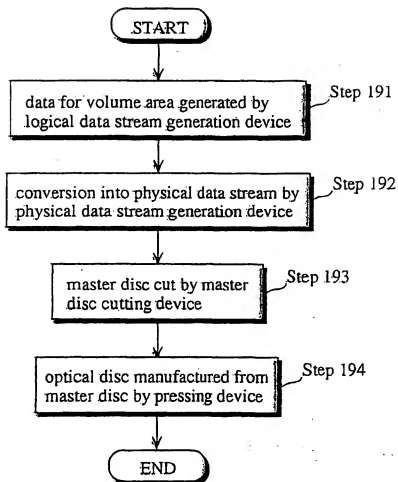 START
Step 191
data for volume area generated by
logical data stream generation device
Step 192
conversion into physical data stream by
physical data stream generation device
Step 193
master disc cut by master
disc cutting device
Step 194
optical disc manufactured from
master disc by pressing device
END